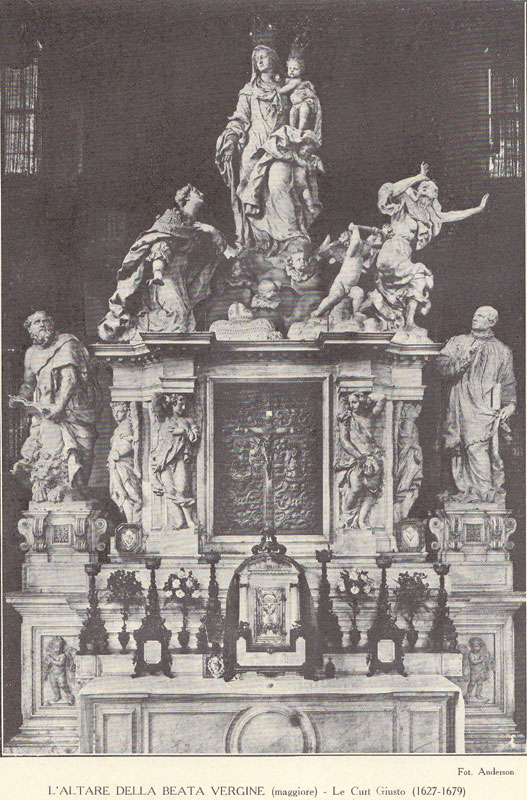 Fot. Anderson
L'ALTARE DELLA BEATA VERGINE (maggiore) - Le Curt Giusto (1627-1679)